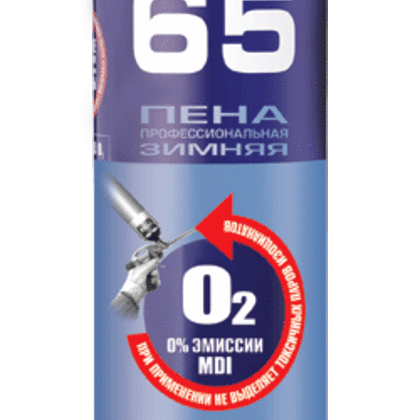 65
ПЕНА
ПРОФЕССИОНАЛЬНАЯ
ЗИМНЯЯ
O2
0% ЭМИССИИ
MDI
ПРИ ПРИМЕНЕНИИ НЕ ВЫДЕЛЯЕТ ТОКСИЧНЫХ ПАРОВ ИЗОЦИАНАТОВ